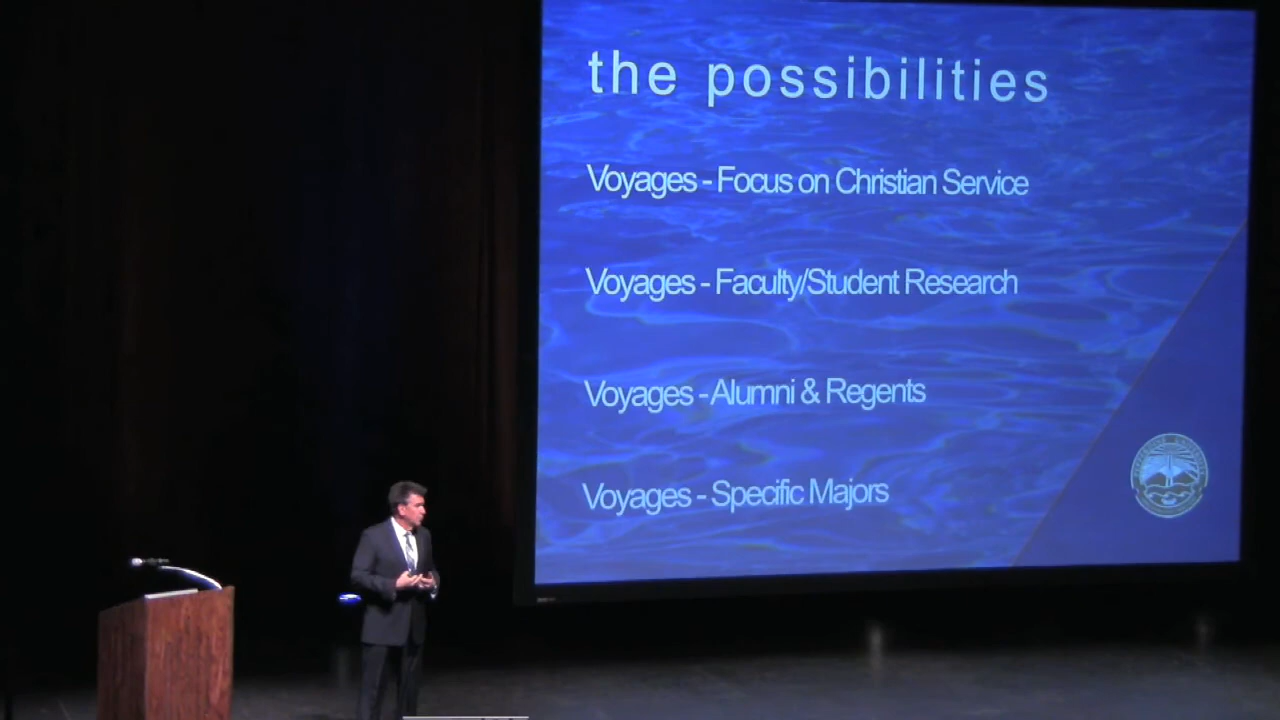 the possibilities
Voyages - Focus on Christian Service
Voyages - Faculty/Student Research
Voyages - Alumni & Regents
Voyages - Specific Majors